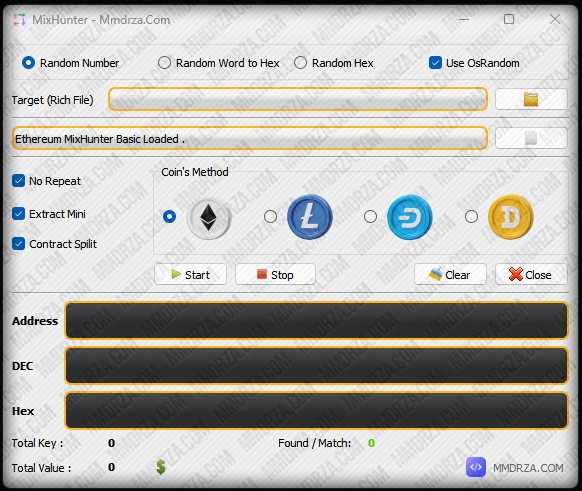 MixHunter - Mmdrza.Com
Random Number Random Word to Hex Random Hex Use OsRandom
Target (Rich File)
Ethereum MixHunter Basic Loaded .
No Repeat
Coin's Method
Extract Mini
Contract Spilit
Start Stop Clear Close
Address
DEC
Hex
Total Key : 0 Found / Match: 0
Total Value : 0 $ MMDRZA.COM